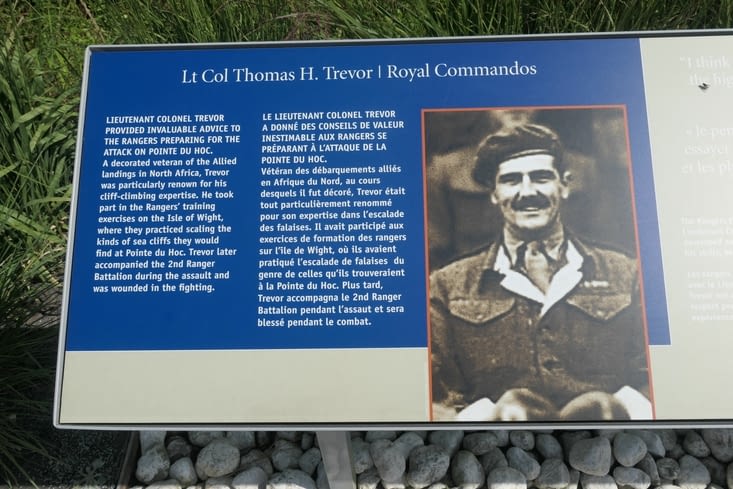 Lt Col Thomas H. Trevor | Royal Commandos
LIEUTENANT COLONEL TREVOR
PROVIDED INVALUABLE ADVICE TO
THE RANGERS PREPARING FOR THE
ATTACK ON POINTE DU HOC.
A decorated veteran of the Allied
landings in North Africa, Trevor
was particularly renown for his
cliff-climbing expertise. He took
part in the Rangers' training
exercises on the Isle of Wight,
where they practiced scaling the
kinds of sea cliffs they would
find at Pointe du Hoc. Trevor later
accompanied the 2nd Ranger
Battalion during the assault and
was wounded in the fighting.
LE LIEUTENANT COLONEL TREVOR
A DONNÉ DES CONSEILS DE VALEUR
INESTIMABLE AUX RANGERS SE
PRÉPARANT À L'ATTAQUE DE LA
POINTE DU HOC.
Vétéran des débarquements alliés
en Afrique du Nord, au cours
desquels il fut décoré, Trevor était
tout particulièrement renommé
pour son expertise dans l'escalade
des falaises. Il avait participé aux
exercices de formation des rangers
sur l'île de Wight, où ils avaient
pratiqué l'escalade de falaises du
genre de celles qu'ils trouveraient
à la Pointe du Hoc. Plus tard,
Trevor accompagna le 2nd Ranger
Battalion pendant l'assaut et sera
blessé pendant le combat.
"I think
the
« le
essayer
et les